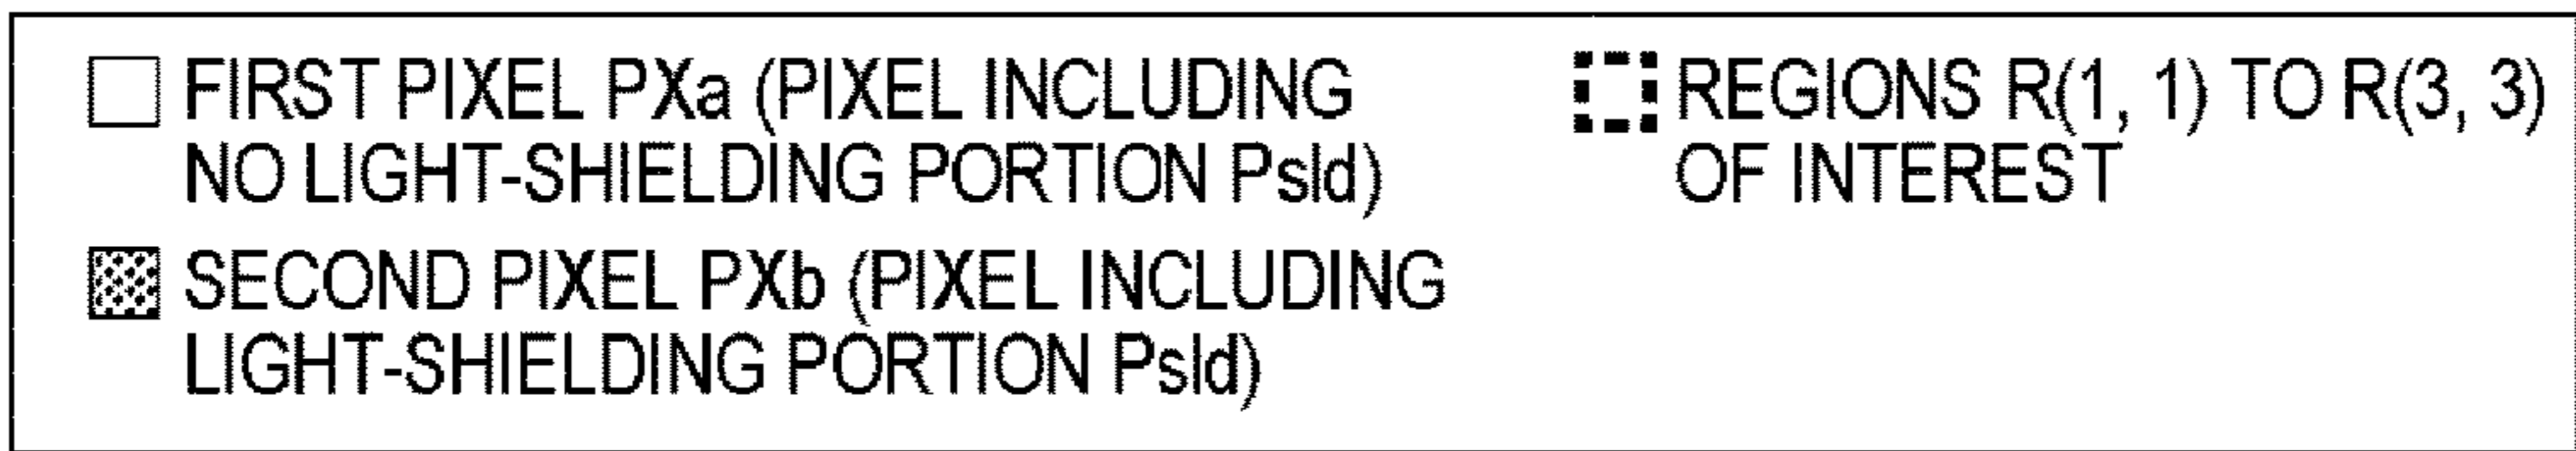 FIRST PIXEL PXa (PIXEL INCLUDING
NO LIGHT-SHIELDING PORTION Psld)
SECOND PIXEL PXb (PIXEL INCLUDING
LIGHT-SHIELDING PORTION Psld)
REGIONS R(1, 1) TO R(3, 3)
OF INTEREST